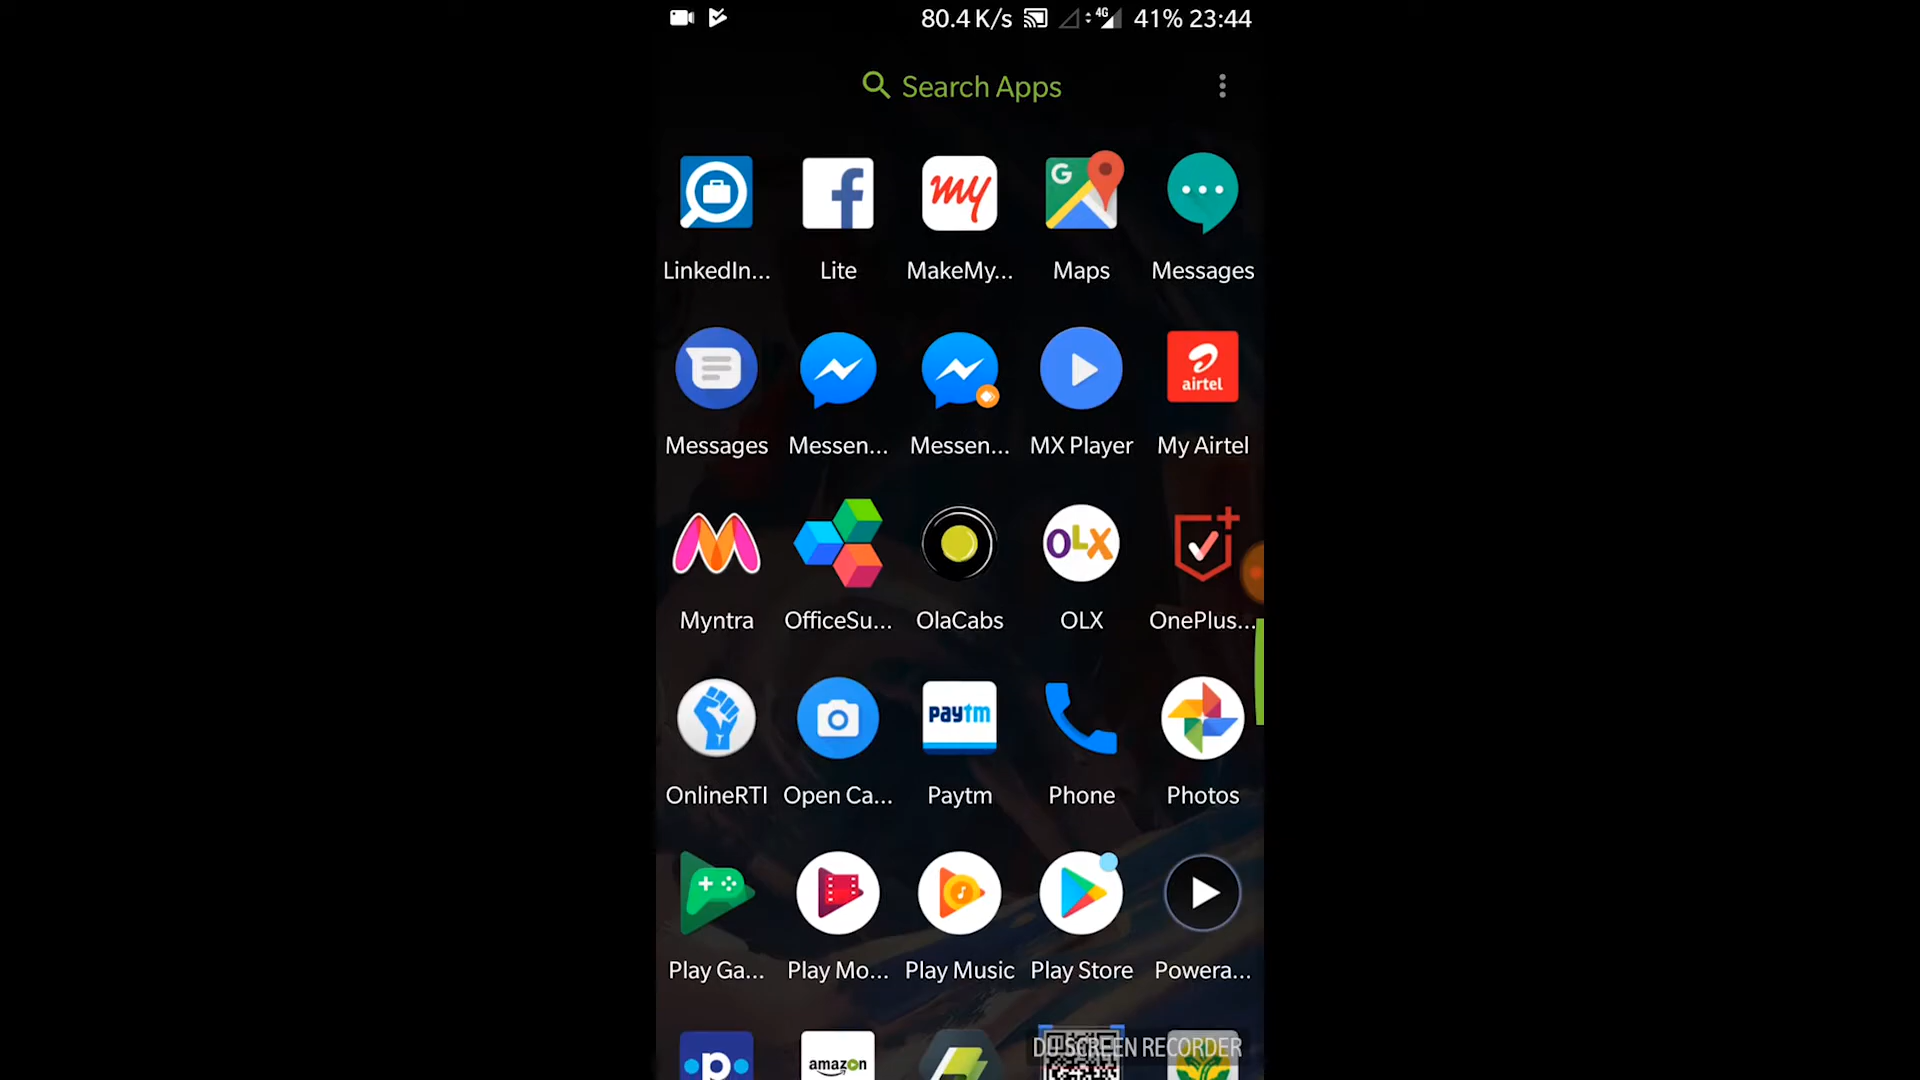 80.4 K/s 4G 41% 23:44
Search Apps
G
my
LinkedIn... Lite MakeMy... Maps Messages
airtel
Messages Messen... Messen... MX Player My Airtel
OLX
Myntra OfficeSu... OlaCabs OLX OnePlus...
paytm
OnlineRTI Open Ca... Paytm Phone Photos
Play Ga... Play Mo... Play Music Play Store Powera...
p amazon
DU SCREEN RECORDER